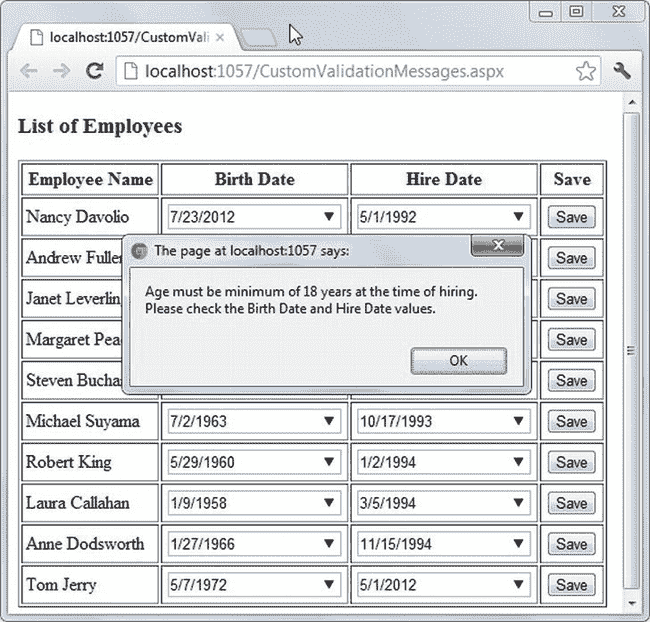 localhost:1057/CustomVali
localhost:1057/CustomValidationMessages.aspx
List of Employees
Employee Name Birth Date Hire Date Save
Nancy Davolio 7/23/2012 5/1/1992 Save
Andrew Fuller Save
The page at localhost:1057 says:
Age must be minimum of 18 years at the time of hiring.
Please check the Birth Date and Hire Date values.
OK
Janet Leverlin Save
Margaret Pea Save
Steven Bucha Save
Michael Suyama 7/2/1963 10/17/1993 Save
Robert King 5/29/1960 1/2/1994 Save
Laura Callahan 1/9/1958 3/5/1994 Save
Anne Dodsworth 1/27/1966 11/15/1994 Save
Tom Jerry 5/7/1972 5/1/2012 Save